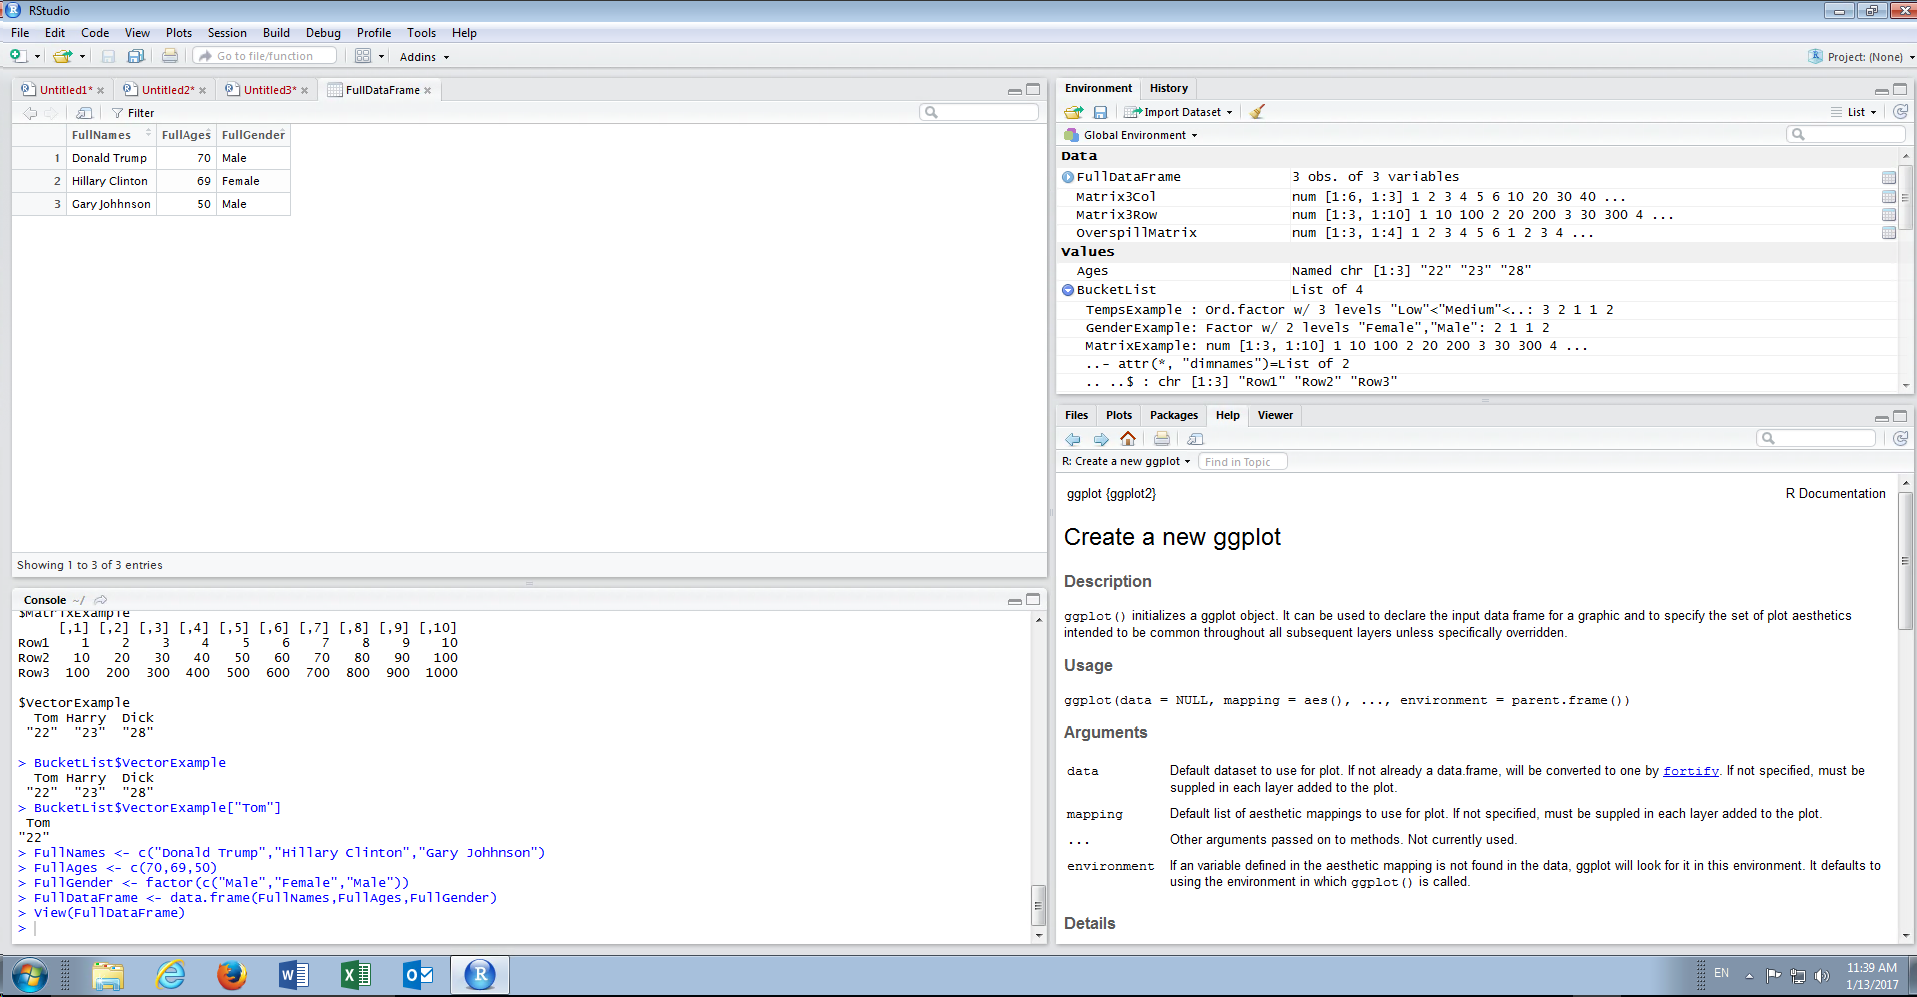 RStudio
File Edit Code View Plots Session Build Debug Profile Tools Help
Go to file/function Addins Project: (None)
Untitled1* Untitled2* Untitled3* FullDataFrame
Filter
FullNames FullAges FullGender
1 Donald Trump 70 Male
2 Hillary Clinton 69 Female
3 Gary Johhnson 50 Male
Showing 1 to 3 of 3 entries
Console ~/
$MatrixExample
[,1] [,2] [,3] [,4] [,5] [,6] [,7] [,8] [,9] [,10]
Row1 1 2 3 4 5 6 7 8 9 10
Row2 10 20 30 40 50 60 70 80 90 100
Row3 100 200 300 400 500 600 700 800 900 1000
$VectorExample
Tom Harry Dick
"22" "23" "28"
> BucketList$VectorExample
Tom Harry Dick
"22" "23" "28"
> BucketList$VectorExample["Tom"]
Tom
"22"
> FullNames <- c("Donald Trump","Hillary Clinton","Gary Johhnson")
> FullAges <- c(70,69,50)
> FullGender <- factor(c("Male","Female","Male"))
> FullDataFrame <- data.frame(FullNames,FullAges,FullGender)
> View(FullDataFrame)
>
Environment History
Import Dataset List
Global Environment
Data
FullDataFrame 3 obs. of 3 variables
Matrix3Col num [1:6, 1:3] 1 2 3 4 5 6 10 20 30 40 ...
Matrix3Row num [1:3, 1:10] 1 10 100 2 20 200 3 30 300 4 ...
OverspillMatrix num [1:3, 1:4] 1 2 3 4 5 6 1 2 3 4 ...
Values
Ages Named chr [1:3] "22" "23" "28"
BucketList List of 4
TempsExample : Ord.factor w/ 3 levels "Low"<"Medium"<..: 3 2 1 1 2
GenderExample: Factor w/ 2 levels "Female","Male": 2 1 1 2
MatrixExample: num [1:3, 1:10] 1 10 100 2 20 200 3 30 300 4 ...
..- attr(*, "dimnames")=List of 2
.. ..$ : chr [1:3] "Row1" "Row2" "Row3"
Files Plots Packages Help Viewer
R: Create a new ggplot Find in Topic
ggplot {ggplot2} R Documentation
Create a new ggplot
Description
ggplot() initializes a ggplot object. It can be used to declare the input data frame for a graphic and to specify the set of plot aesthetics
intended to be common throughout all subsequent layers unless specifically overridden.
Usage
ggplot(data = NULL, mapping = aes(), ..., environment = parent.frame())
Arguments
data Default dataset to use for plot. If not already a data.frame, will be converted to one by fortify. If not specified, must be
suppled in each layer added to the plot.
mapping Default list of aesthetic mappings to use for plot. If not specified, must be suppled in each layer added to the plot.
... Other arguments passed on to methods. Not currently used.
environment If an variable defined in the aesthetic mapping is not found in the data, ggplot will look for it in this environment. It defaults to
using the environment in which ggplot() is called.
Details
EN
11:39 AM
1/13/2017